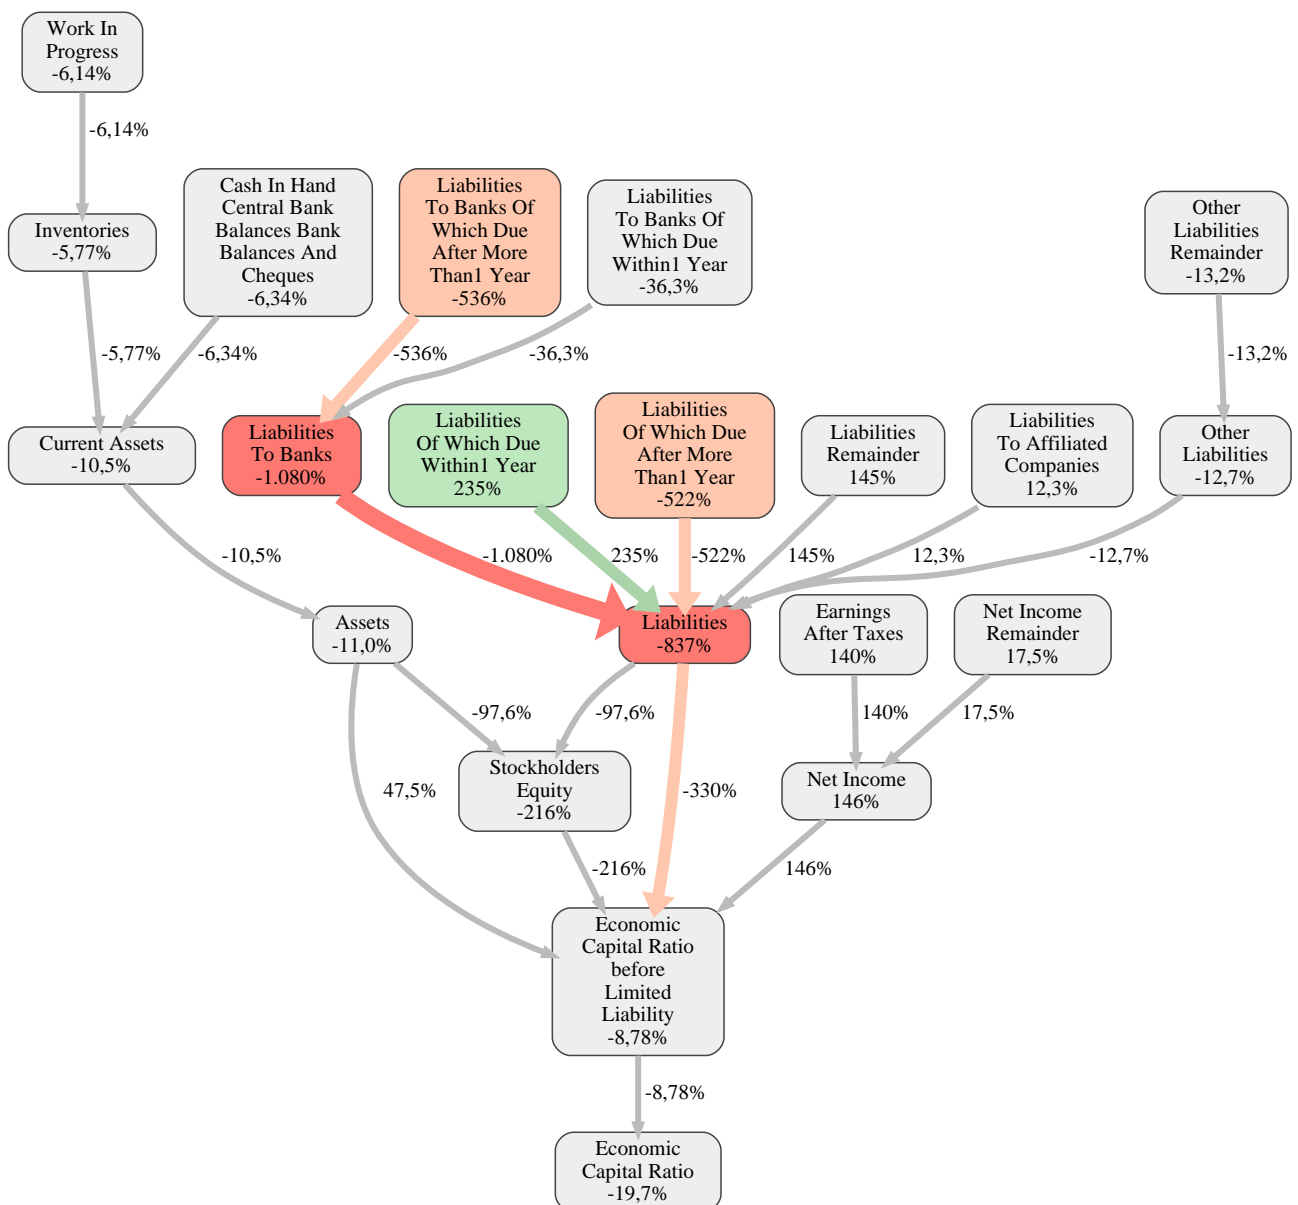 Work In
Progress
-6,14%
-6,14%
Cash In Hand
Central Bank
Balances Bank
Balances And
Cheques
-6,34%
Liabilities
To Banks Of
Which Due
After More
Than1 Year
-536%
Liabilities
To Banks Of
Which Due
Within1 Year
-36,3%
Other
Liabilities
Remainder
-13,2%
Inventories
-5,77%
-5,77%
-6,34%
-536%
-36,3%
-13,2%
Current Assets
-10,5%
Liabilities
To Banks
-1.080%
Liabilities
Of Which Due
Within1 Year
235%
Liabilities
Of Which Due
After More
Than1 Year
-522%
Liabilities
Remainder
145%
Liabilities
To Affiliated
Companies
12,3%
Other
Liabilities
-12,7%
-10,5%
-1.080%
235%
-522%
145%
12,3%
-12,7%
Assets
-11,0%
Liabilities
-837%
Earnings
After Taxes
140%
Net Income
Remainder
17,5%
-97,6%
-97,6%
140%
17,5%
47,5%
Stockholders
Equity
-216%
-330%
Net Income
146%
-216%
146%
Economic
Capital Ratio
before
Limited
Liability
-8,78%
-8,78%
Economic
Capital Ratio
-19,7%